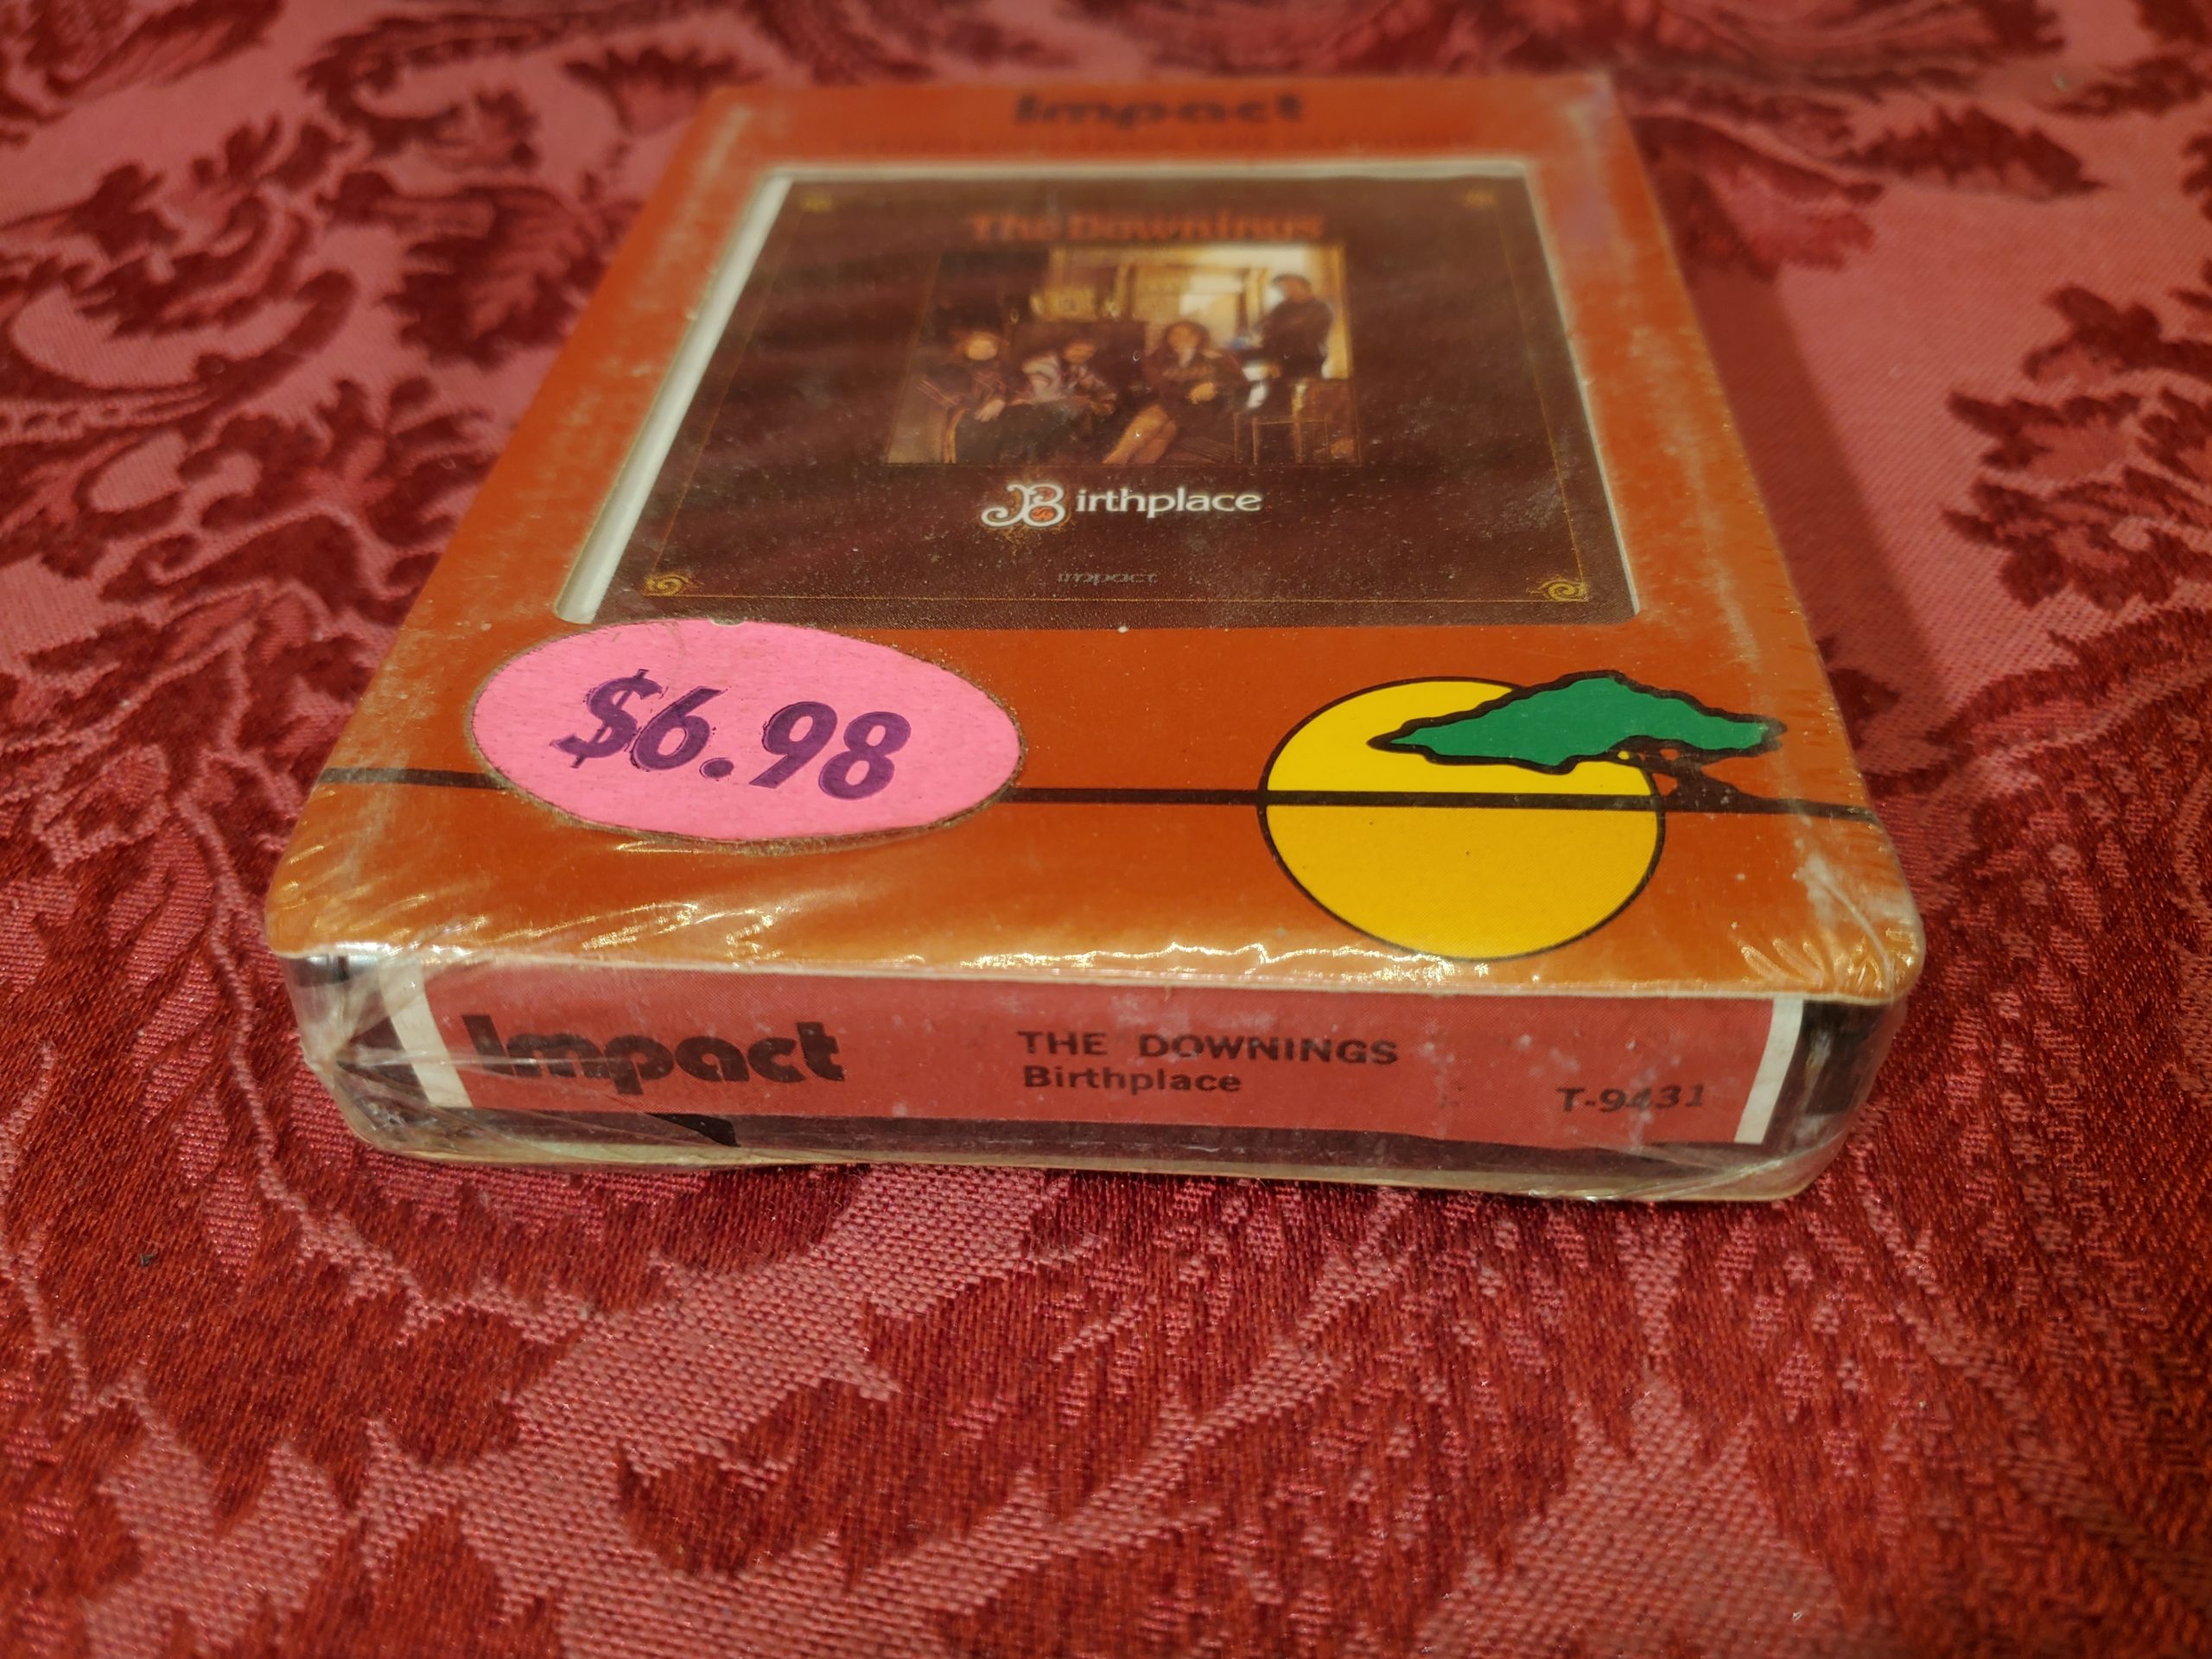 Impact
The Downings
Birthplace
impact
$6.98
Impact
THE DOWNINGS
Birthplace
T-9431